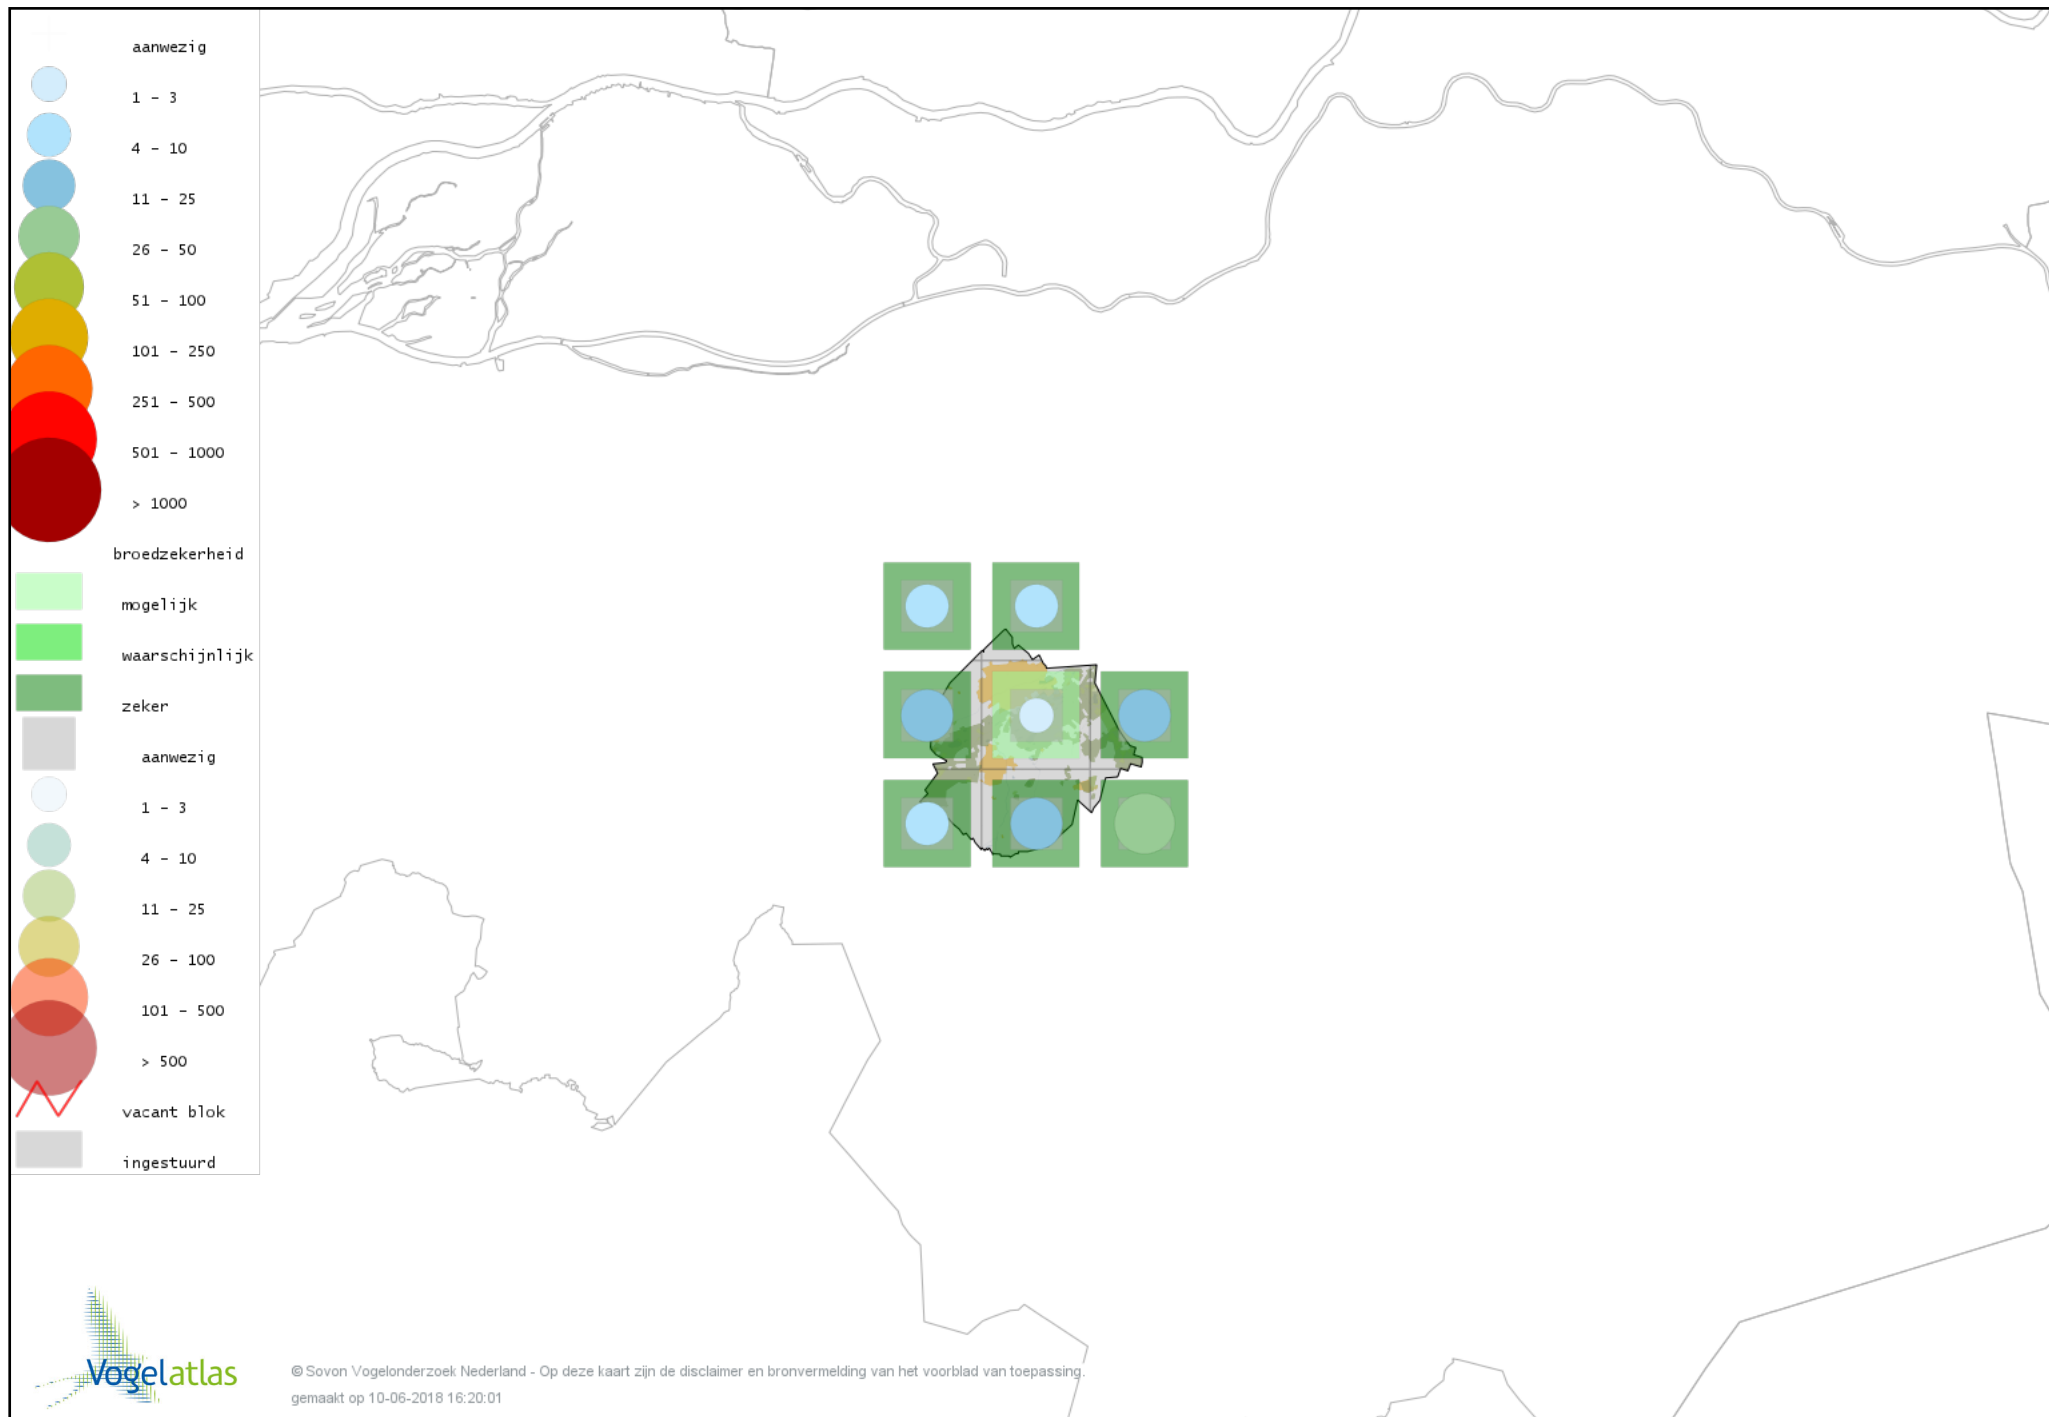 aanwezig
1 - 3
4 - 10
11 - 25
26 - 50
51 - 100
101 - 250
251 - 500
501 - 1000
> 1000
broedzekerheid
mogelijk
waarschijnlijk
zeker
aanwezig
1 - 3
4 - 10
11 - 25
26 - 100
101 - 500
> 500
vacant blok
ingestuurd
Vogelatlas
© Sovon Vogelonderzoek Nederland - Op deze kaart zijn de disclaimer en bronvermelding van het voorblad van toepassing.
gemaakt op 10-06-2018 16:20:01